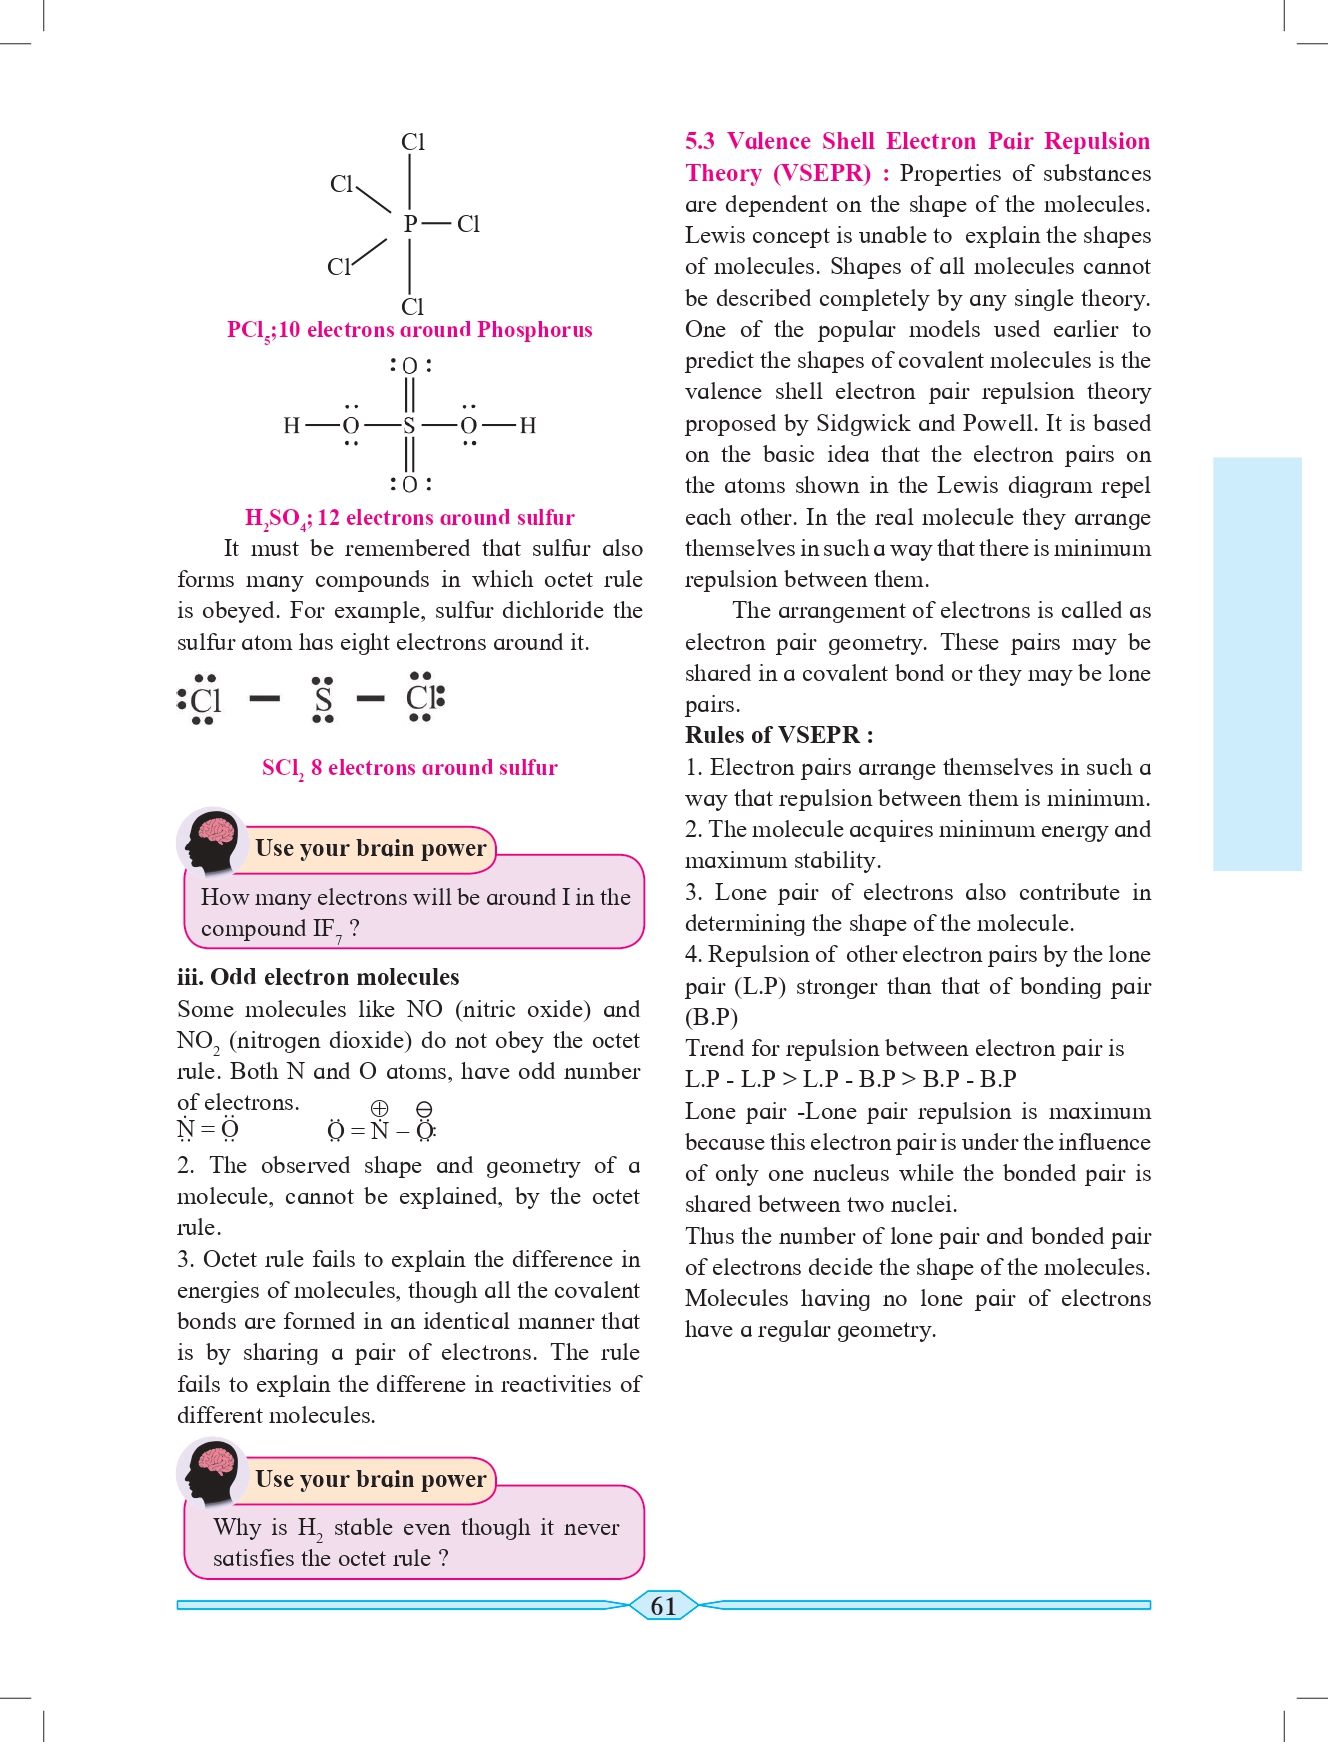 Cl
Cl
P — Cl
Cl
Cl
PCl₅;10 electrons around Phosphorus
:O:
H—O—S—O—H
:O:
H₂SO₄; 12 electrons around sulfur
It must be remembered that sulfur also
forms many compounds in which octet rule
is obeyed. For example, sulfur dichloride the
sulfur atom has eight electrons around it.
:Cl — S — Cl:
SCl₂ 8 electrons around sulfur
Use your brain power
How many electrons will be around I in the
compound IF₇ ?
iii. Odd electron molecules
Some molecules like NO (nitric oxide) and
NO₂ (nitrogen dioxide) do not obey the octet
rule. Both N and O atoms, have odd number
of electrons.
⊕ ⊖
N = O O = N – O:
2. The observed shape and geometry of a
molecule, cannot be explained, by the octet
rule.
3. Octet rule fails to explain the difference in
energies of molecules, though all the covalent
bonds are formed in an identical manner that
is by sharing a pair of electrons. The rule
fails to explain the differene in reactivities of
different molecules.
Use your brain power
Why is H₂ stable even though it never
satisfies the octet rule ?
5.3 Valence Shell Electron Pair Repulsion
Theory (VSEPR) : Properties of substances
are dependent on the shape of the molecules.
Lewis concept is unable to explain the shapes
of molecules. Shapes of all molecules cannot
be described completely by any single theory.
One of the popular models used earlier to
predict the shapes of covalent molecules is the
valence shell electron pair repulsion theory
proposed by Sidgwick and Powell. It is based
on the basic idea that the electron pairs on
the atoms shown in the Lewis diagram repel
each other. In the real molecule they arrange
themselves in such a way that there is minimum
repulsion between them.
The arrangement of electrons is called as
electron pair geometry. These pairs may be
shared in a covalent bond or they may be lone
pairs.
Rules of VSEPR :
1. Electron pairs arrange themselves in such a
way that repulsion between them is minimum.
2. The molecule acquires minimum energy and
maximum stability.
3. Lone pair of electrons also contribute in
determining the shape of the molecule.
4. Repulsion of other electron pairs by the lone
pair (L.P) stronger than that of bonding pair
(B.P)
Trend for repulsion between electron pair is
L.P - L.P > L.P - B.P > B.P - B.P
Lone pair -Lone pair repulsion is maximum
because this electron pair is under the influence
of only one nucleus while the bonded pair is
shared between two nuclei.
Thus the number of lone pair and bonded pair
of electrons decide the shape of the molecules.
Molecules having no lone pair of electrons
have a regular geometry.
61